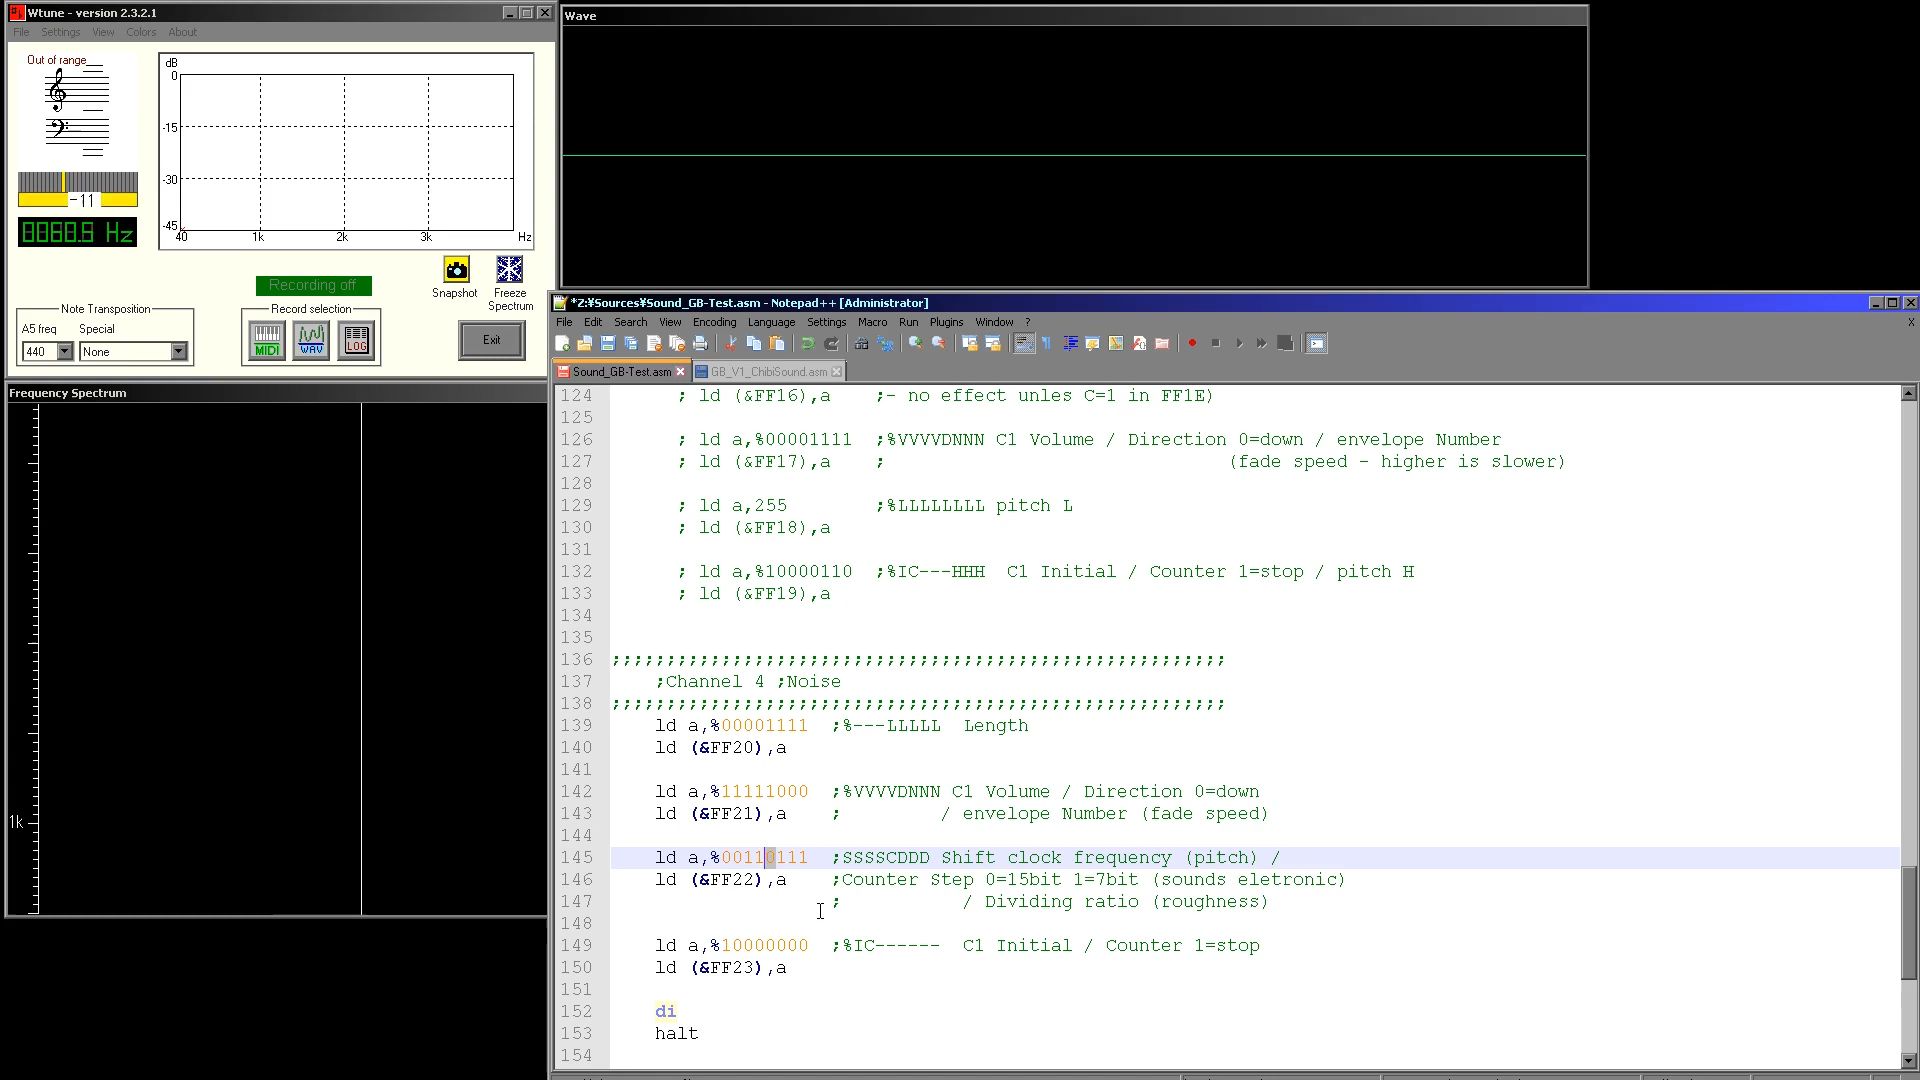 Wtune - version 2.3.2.1
File Settings View Colors About
Out of range
dB
0
-15
-30
-45
40 1k 2k 3k Hz
-11
0060.9 Hz
Recording off
Snapshot
Freeze
Spectrum
Note Transposition
A5 freq Special
440 None
Record selection
MIDI WAV LOG
Exit
Frequency Spectrum
1k
Wave
*Z:¥Sources¥Sound_GB-Test.asm - Notepad++ [Administrator]
File Edit Search View Encoding Language Settings Macro Run Plugins Window ? X
Sound_GB-Test.asm GB_V1_ChibiSound.asm
124 ; ld (&FF16),a ;- no effect unles C=1 in FF1E)
125
126 ; ld a,%00001111 ;%VVVVDNNN C1 Volume / Direction 0=down / envelope Number
127 ; ld (&FF17),a ; (fade speed - higher is slower)
128
129 ; ld a,255 ;%LLLLLLLL pitch L
130 ; ld (&FF18),a
131
132 ; ld a,%10000110 ;%IC---HHH C1 Initial / Counter 1=stop / pitch H
133 ; ld (&FF19),a
134
135
136 ;;;;;;;;;;;;;;;;;;;;;;;;;;;;;;;;;;;;;;;;;;;;;;;;;;;;;;;;
137 ;Channel 4 ;Noise
138 ;;;;;;;;;;;;;;;;;;;;;;;;;;;;;;;;;;;;;;;;;;;;;;;;;;;;;;;;
139 ld a,%00001111 ;%---LLLLL Length
140 ld (&FF20),a
141
142 ld a,%11111000 ;%VVVVDNNN C1 Volume / Direction 0=down
143 ld (&FF21),a ; / envelope Number (fade speed)
144
145 ld a,%00110111 ;SSSSCDDD Shift clock frequency (pitch) /
146 ld (&FF22),a ;Counter Step 0=15bit 1=7bit (sounds eletronic)
147 ; / Dividing ratio (roughness)
148
149 ld a,%10000000 ;%IC------ C1 Initial / Counter 1=stop
150 ld (&FF23),a
151
152 di
153 halt
154